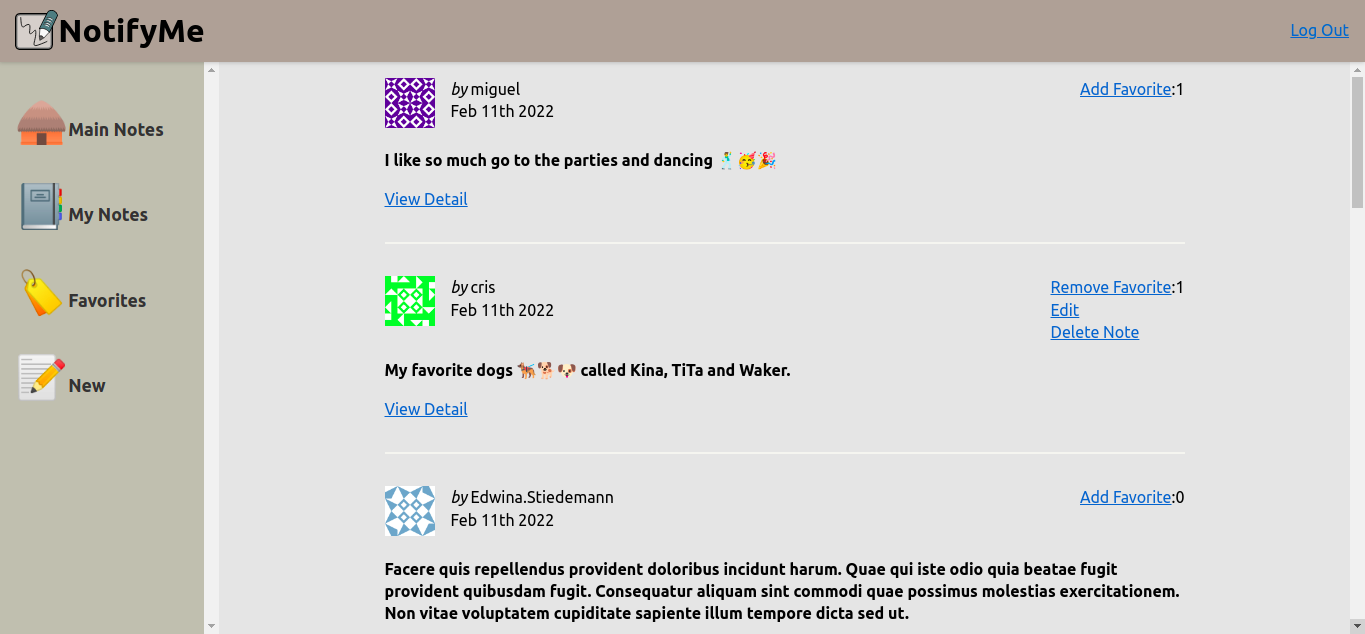 NotifyMe
Log Out
Main Notes
My Notes
Favorites
New
by miguel
Feb 11th 2022
Add Favorite:1
I like so much go to the parties and dancing 🕺🥳🎉
View Detail
by cris
Feb 11th 2022
Remove Favorite:1
Edit
Delete Note
My favorite dogs 🐕‍🦺🐕🐶 called Kina, TiTa and Waker.
View Detail
by Edwina.Stiedemann
Feb 11th 2022
Add Favorite:0
Facere quis repellendus provident doloribus incidunt harum. Quae qui iste odio quia beatae fugit
provident quibusdam fugit. Consequatur aliquam sint commodi quae possimus molestias exercitationem.
Non vitae voluptatem cupiditate sapiente illum tempore dicta sed ut.